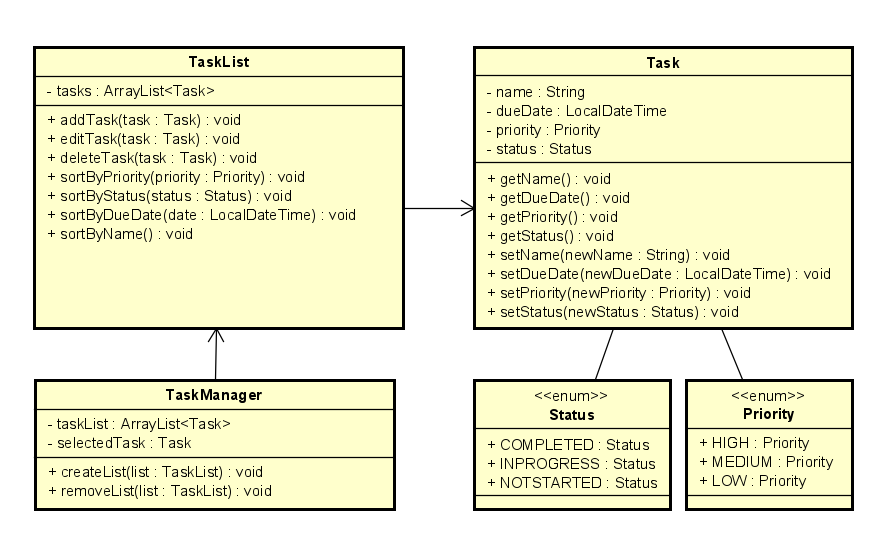 TaskList
- tasks : ArrayList<Task>
+ addTask(task : Task) : void
+ editTask(task : Task) : void
+ deleteTask(task : Task) : void
+ sortByPriority(priority : Priority) : void
+ sortByStatus(status : Status) : void
+ sortByDueDate(date : LocalDateTime) : void
+ sortByName() : void
Task
- name : String
- dueDate : LocalDateTime
- priority : Priority
- status : Status
+ getName() : void
+ getDueDate() : void
+ getPriority() : void
+ getStatus() : void
+ setName(newName : String) : void
+ setDueDate(newDueDate : LocalDateTime) : void
+ setPriority(newPriority : Priority) : void
+ setStatus(newStatus : Status) : void
TaskManager
- taskList : ArrayList<Task>
- selectedTask : Task
+ createList(list : TaskList) : void
+ removeList(list : TaskList) : void
<<enum>>
Status
+ COMPLETED : Status
+ INPROGRESS : Status
+ NOTSTARTED : Status
<<enum>>
Priority
+ HIGH : Priority
+ MEDIUM : Priority
+ LOW : Priority